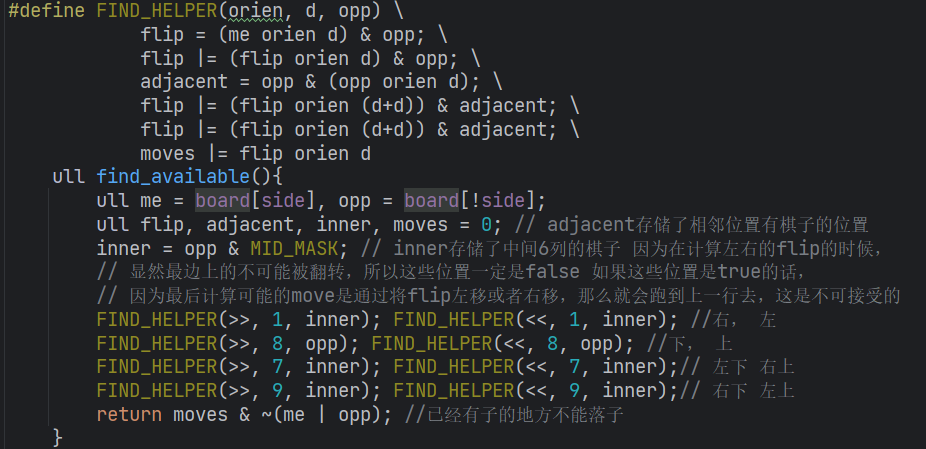 #define FIND_HELPER(orien, d, opp) \
flip = (me orien d) & opp; \
flip |= (flip orien d) & opp; \
adjacent = opp & (opp orien d); \
flip |= (flip orien (d+d)) & adjacent; \
flip |= (flip orien (d+d)) & adjacent; \
moves |= flip orien d
ull find_available(){
ull me = board[side], opp = board[!side];
ull flip, adjacent, inner, moves = 0; // adjacent存储了相邻位置有棋子的位置
inner = opp & MID_MASK; // inner存储了中间6列的棋子 因为在计算左右的flip的时候,
// 显然最边上的不可能被翻转，所以这些位置一定是false 如果这些位置是true的话，
// 因为最后计算可能的move是通过将flip左移或者右移，那么就会跑到上一行去，这是不可接受的
FIND_HELPER(>>, 1, inner); FIND_HELPER(<<, 1, inner); //右， 左
FIND_HELPER(>>, 8, opp); FIND_HELPER(<<, 8, opp); //下， 上
FIND_HELPER(>>, 7, inner); FIND_HELPER(<<, 7, inner);// 左下 右上
FIND_HELPER(>>, 9, inner); FIND_HELPER(<<, 9, inner);// 右下 左上
return moves & ~(me | opp); //已经有子的地方不能落子
}